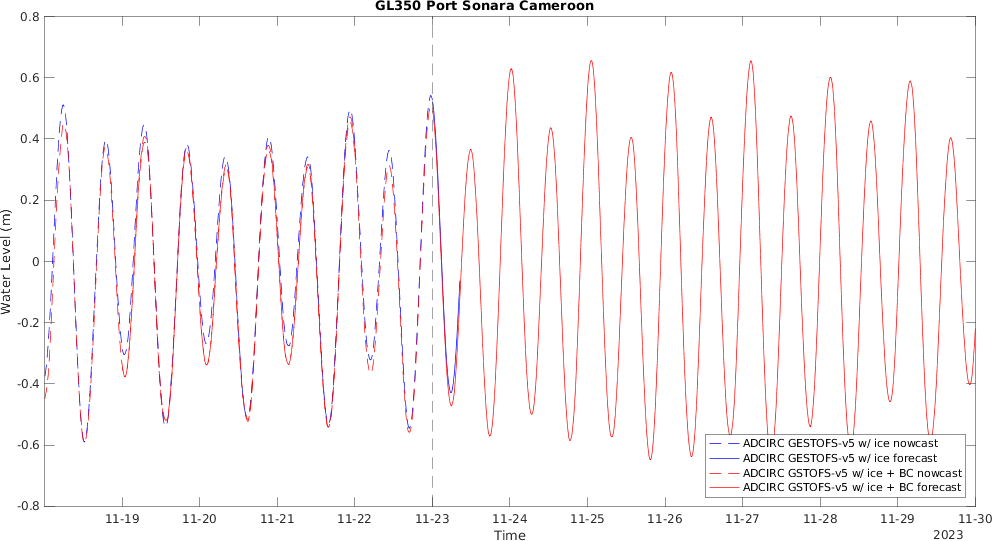 GL350 Port Sonara Cameroon
0.8
0.6
0.4
0.2
0
-0.2
-0.4
-0.6
-0.8
Water Level (m)
ADCIRC GESTOFS-v5 w/ ice nowcast
ADCIRC GESTOFS-v5 w/ ice forecast
ADCIRC GSTOFS-v5 w/ ice + BC nowcast
ADCIRC GSTOFS-v5 w/ ice + BC forecast
11-19 11-20 11-21 11-22 11-23 11-24 11-25 11-26 11-27 11-28 11-29 11-30
Time
2023